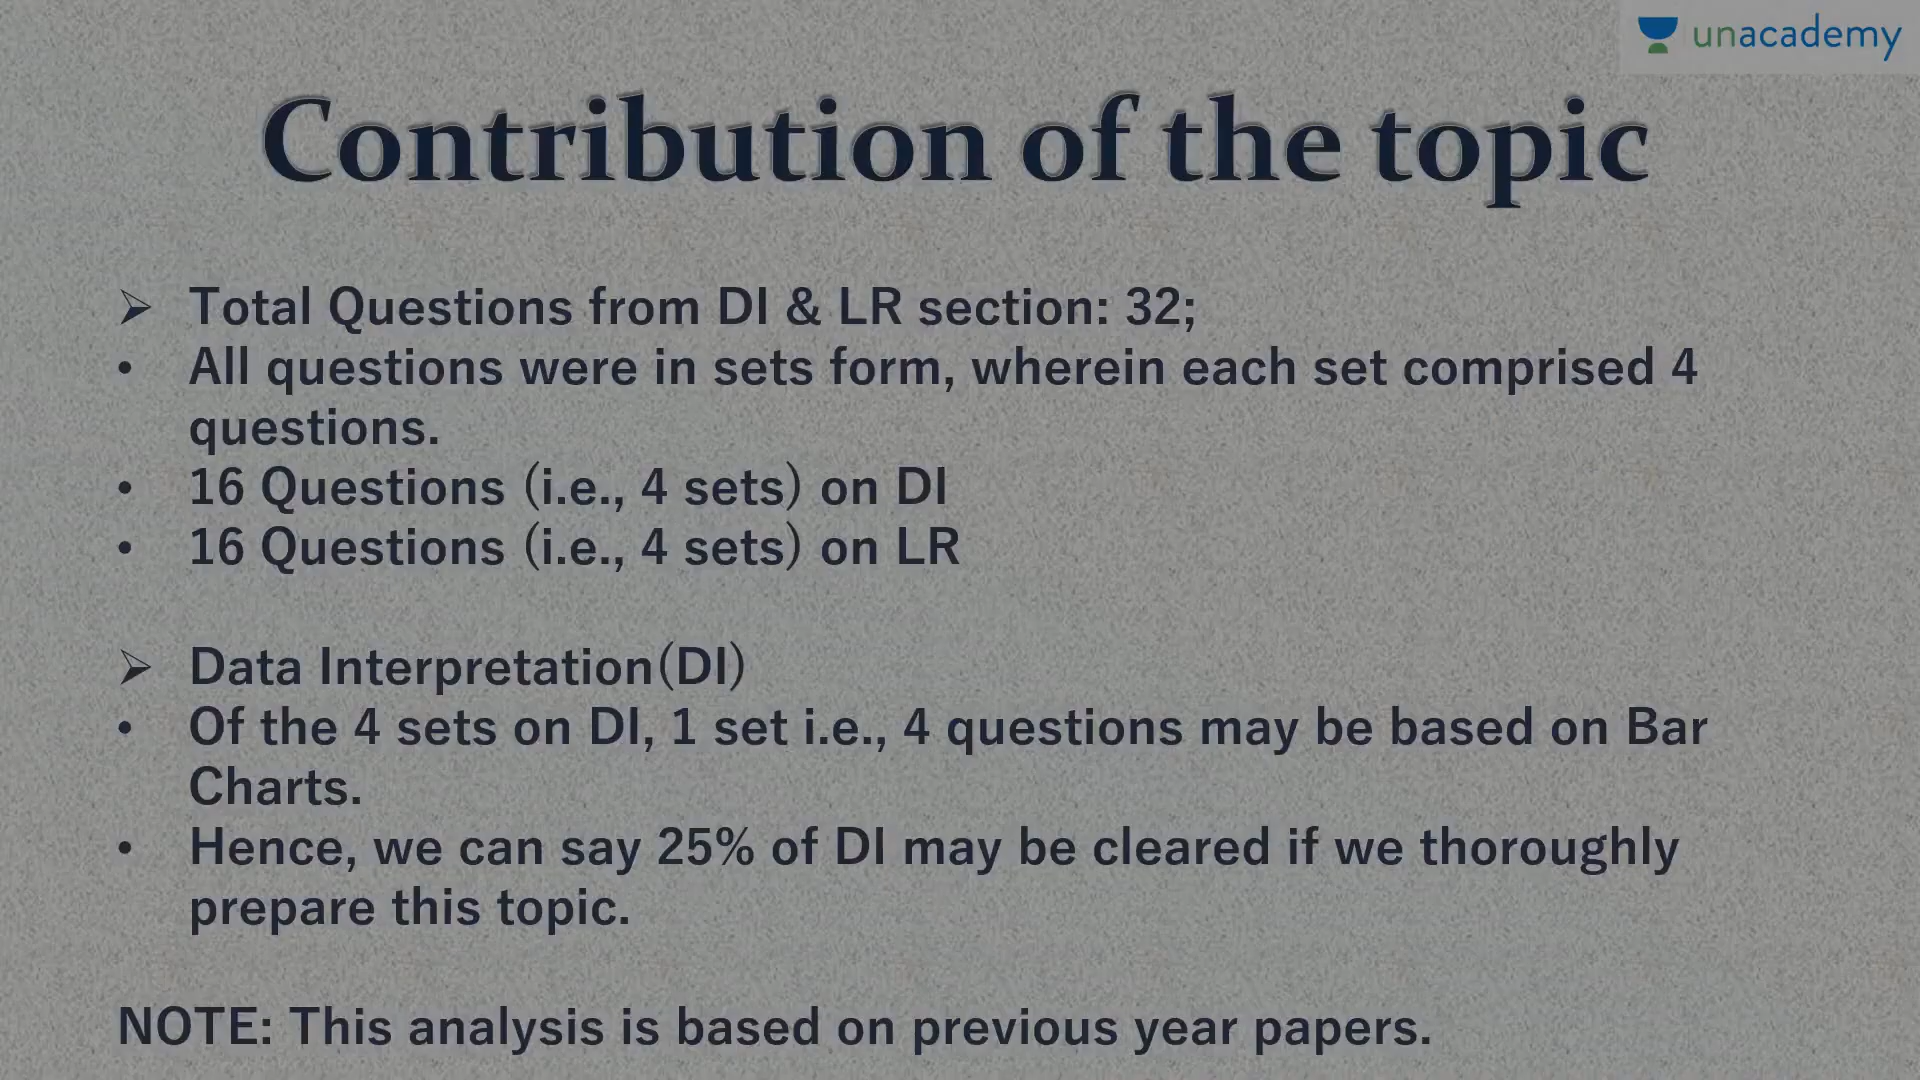 unacademy
Contribution of the topic
➢ Total Questions from DI & LR section: 32;
• All questions were in sets form, wherein each set comprised 4
questions.
• 16 Questions (i.e., 4 sets) on DI
• 16 Questions (i.e., 4 sets) on LR
➢ Data Interpretation(DI)
• Of the 4 sets on DI, 1 set i.e., 4 questions may be based on Bar
Charts.
• Hence, we can say 25% of DI may be cleared if we thoroughly
prepare this topic.
NOTE: This analysis is based on previous year papers.